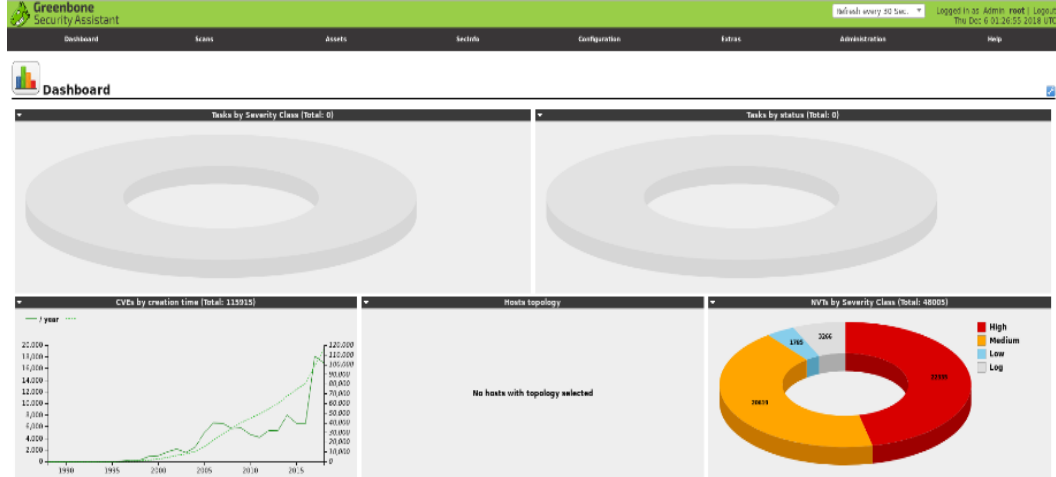 Greenbone
Security Assistant
Refresh every 30 Sec.
Logged in as Admin root | Logout
Thu Dec 6 01:26:55 2018 UTC
Dashboard Scans Assets SecInfo Configuration Extras Administration Help
Dashboard
Tasks by Severity Class (Total: 0)
Tasks by status (Total: 0)
CVEs by creation time (Total: 115915)
Hosts topology
NVTs by Severity Class (Total: 48005)
/ year
20,000
18,000
16,000
14,000
12,000
10,000
8,000
6,000
4,000
2,000
0
120,000
110,000
100,000
90,000
80,000
70,000
60,000
50,000
40,000
30,000
20,000
10,000
0
1990 1995 2000 2005 2010 2015
No hosts with topology selected
High
Medium
Low
Log
1765
3266
20619